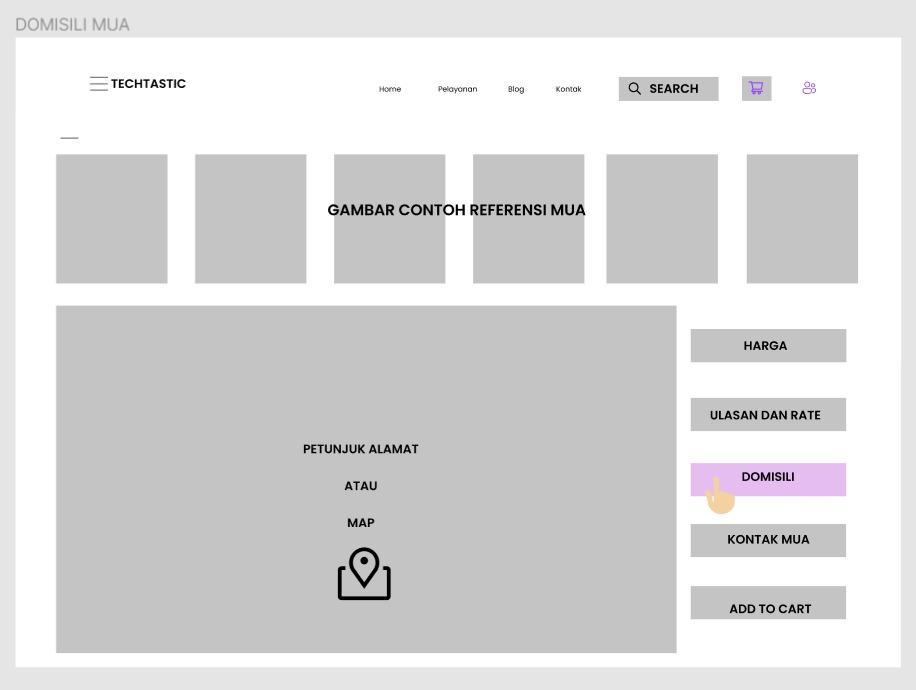 DOMISILI MUA
TECHTASTIC
Home
Pelayanan
Blog
Kontak
SEARCH
GAMBAR CONTOH REFERENSI MUA
PETUNJUK ALAMAT
ATAU
MAP
HARGA
ULASAN DAN RATE
DOMISILI
KONTAK MUA
ADD TO CART